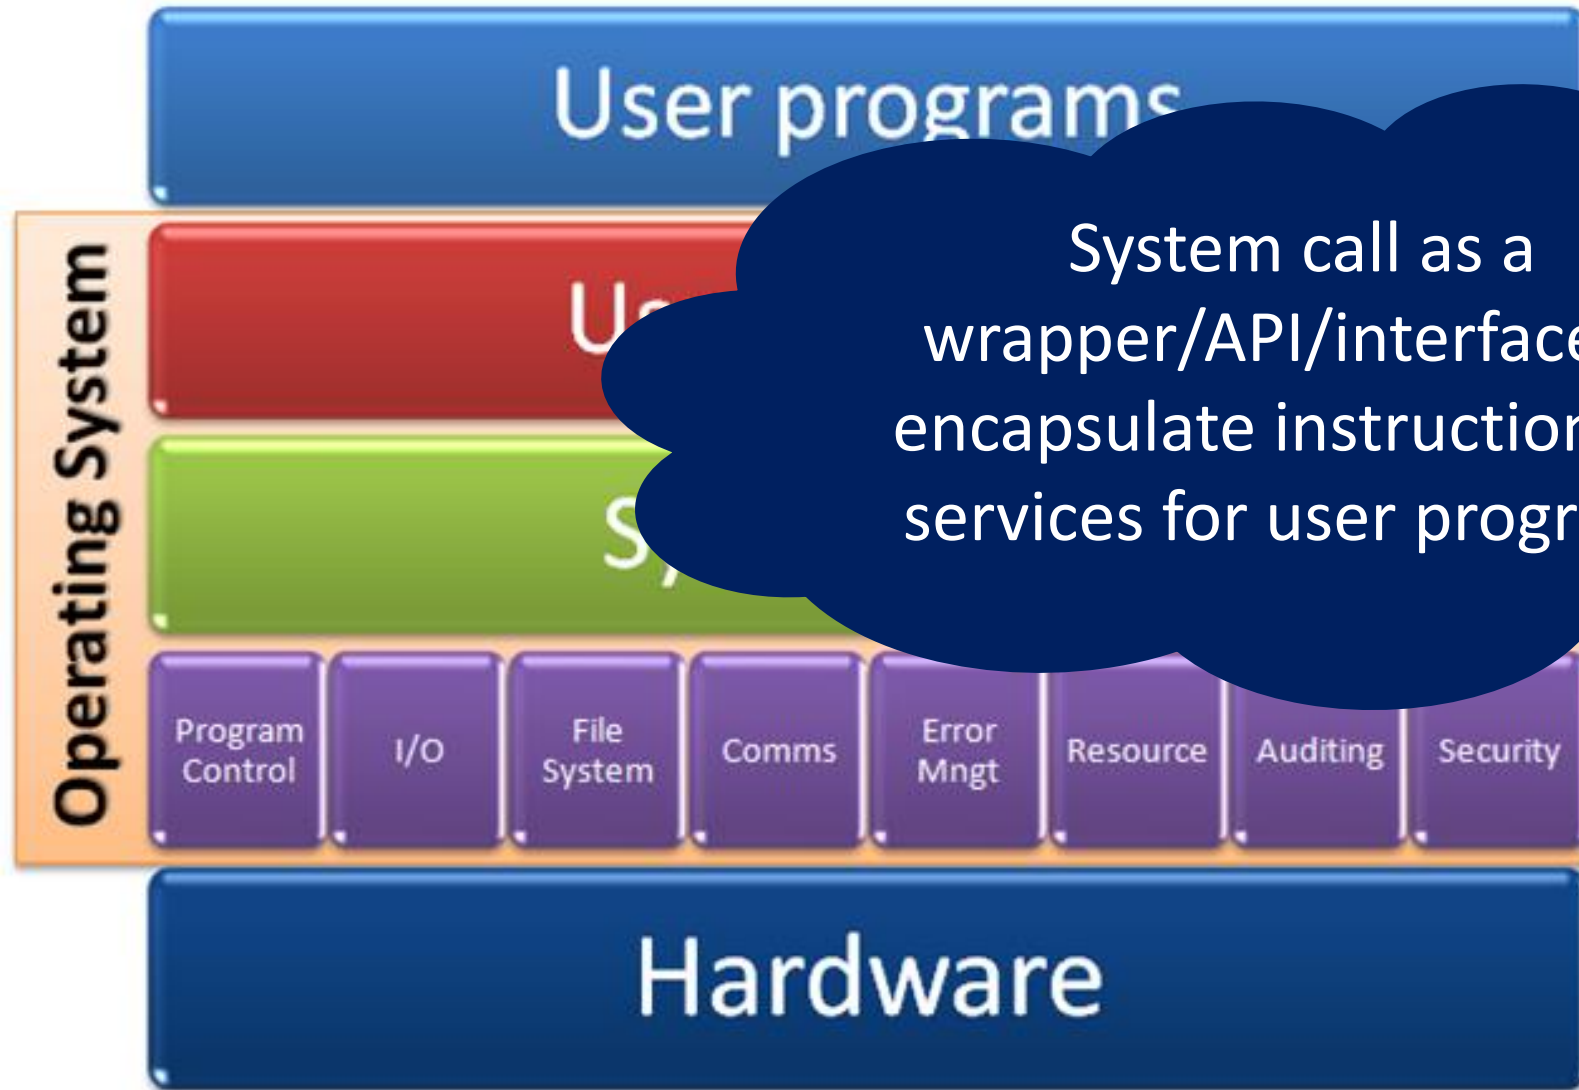 User programs
System call as a
wrapper/API/interface
encapsulate instruction
services for user
Operating System
Program
Control
I/O
File
System
Comms
Error
Mngt
Resource
Auditing
Security
Hardware